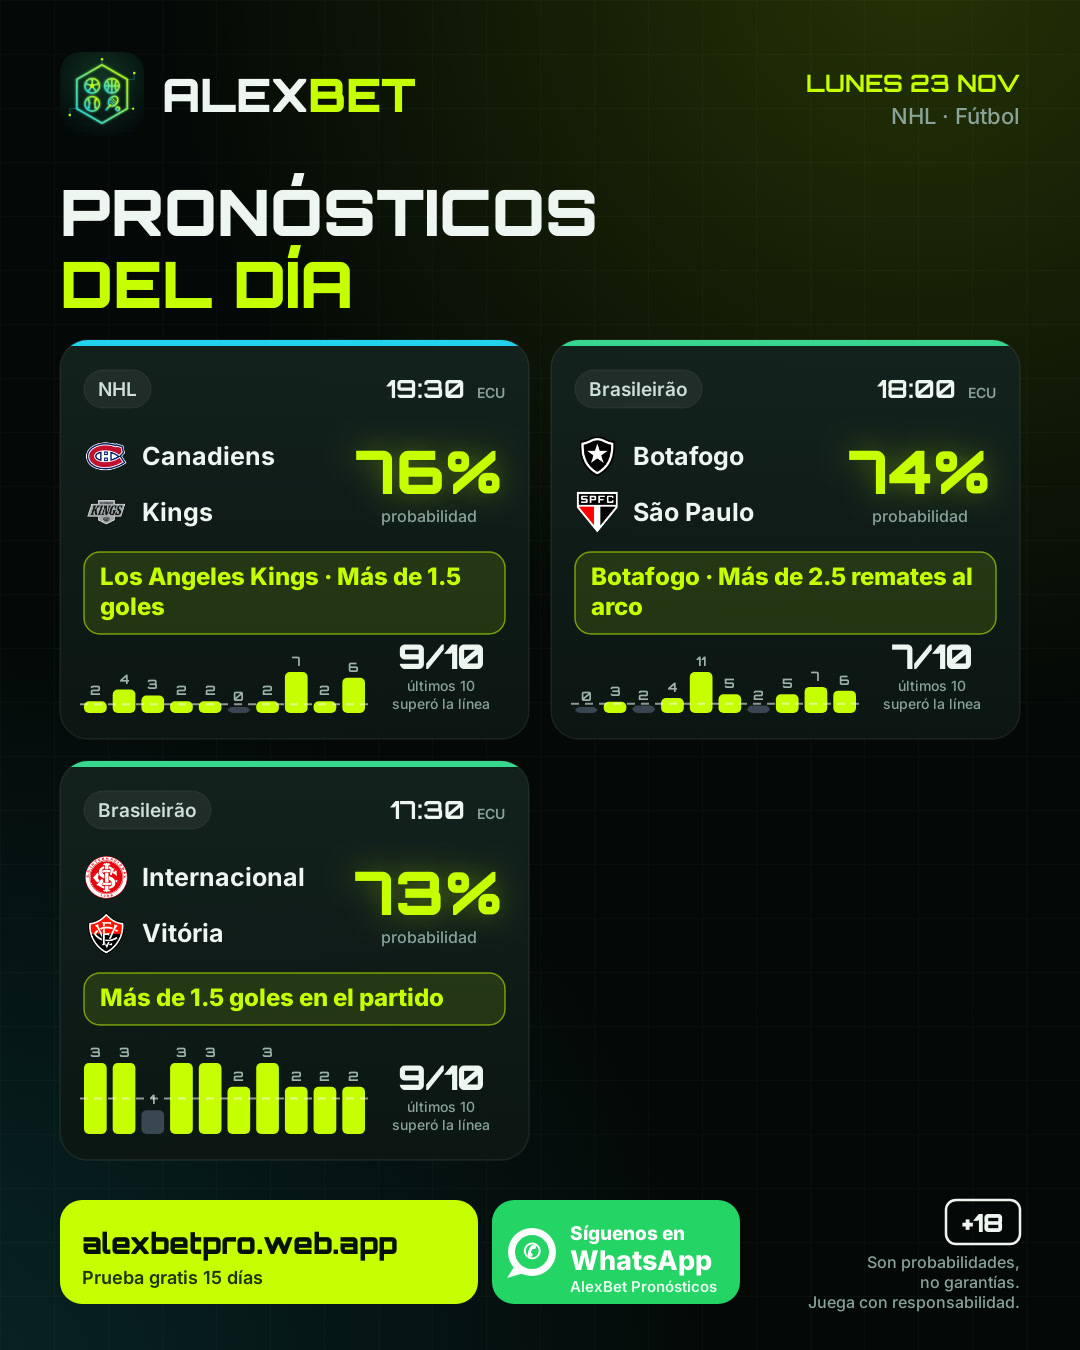 ALEXBET
LUNES 23 NOV
NHL · Fútbol
PRONÓSTICOS
DEL DÍA
NHL
19:30 ECU
Canadiens
Kings
76%
probabilidad
Los Angeles Kings · Más de 1.5
goles
2 4 3 2 2 0 2 7 2 6
9/10
últimos 10
superó la línea
Brasileirão
18:00 ECU
Botafogo
SPFC
São Paulo
74%
probabilidad
Botafogo · Más de 2.5 remates al
arco
0 3 2 4 11 5 2 5 7 6
7/10
últimos 10
superó la línea
Brasileirão
17:30 ECU
Internacional
Vitória
73%
probabilidad
Más de 1.5 goles en el partido
3 3 1 3 3 2 3 2 2 2
9/10
últimos 10
superó la línea
alexbetpro.web.app
Prueba gratis 15 días
Síguenos en
WhatsApp
AlexBet Pronósticos
+18
Son probabilidades,
no garantías.
Juega con responsabilidad.